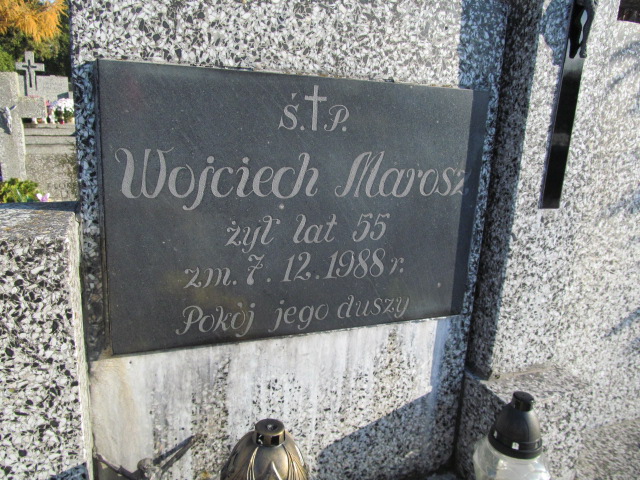 Ś.†P.
Wojciech Marosz
żył lat 55
zm. 7.12.1988 r.
Pokój jego duszy